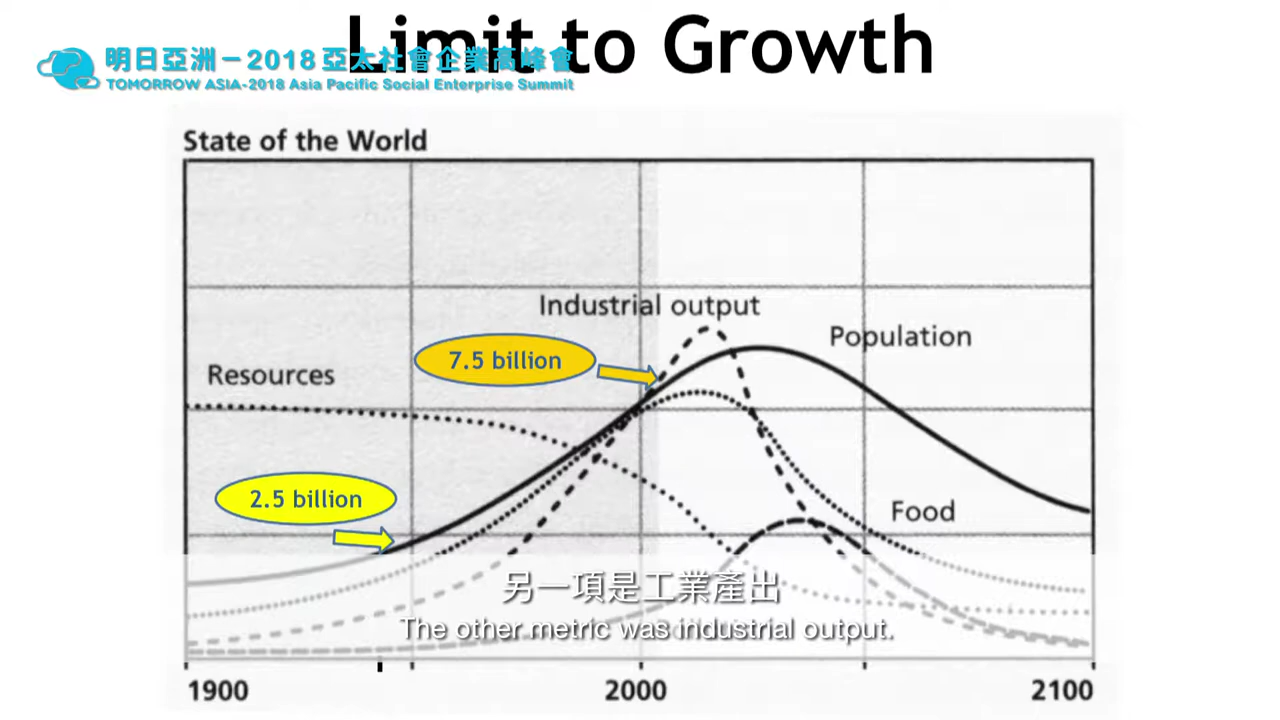 Limit to Growth
明日亞洲－2018亞太社會企業高峰會
TOMORROW ASIA-2018 Asia Pacific Social Enterprise Summit
State of the World
Industrial output
Population
7.5 billion
Resources
2.5 billion
Food
另一項是工業產出
The other metric was industrial output.
1900
2000
2100